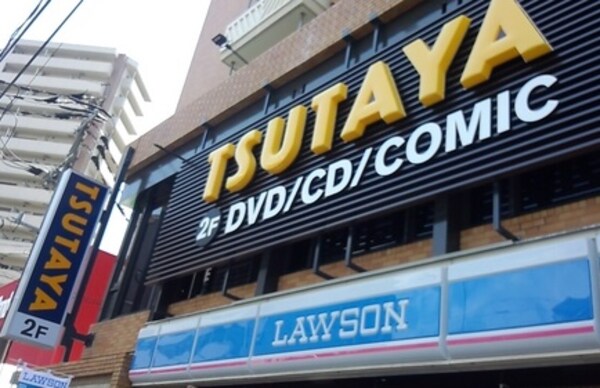 TSUTAYA
2F DVD/CD/COMIC
LAWSON
TSUTAYA
2F
LAWSON